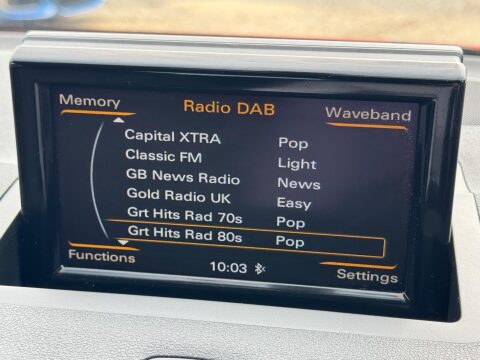 Memory Radio DAB Waveband
Capital XTRA Pop
Classic FM Light
GB News Radio News
Gold Radio UK Easy
Grt Hits Rad 70s Pop
Grt Hits Rad 80s Pop
Functions 10:03 Settings